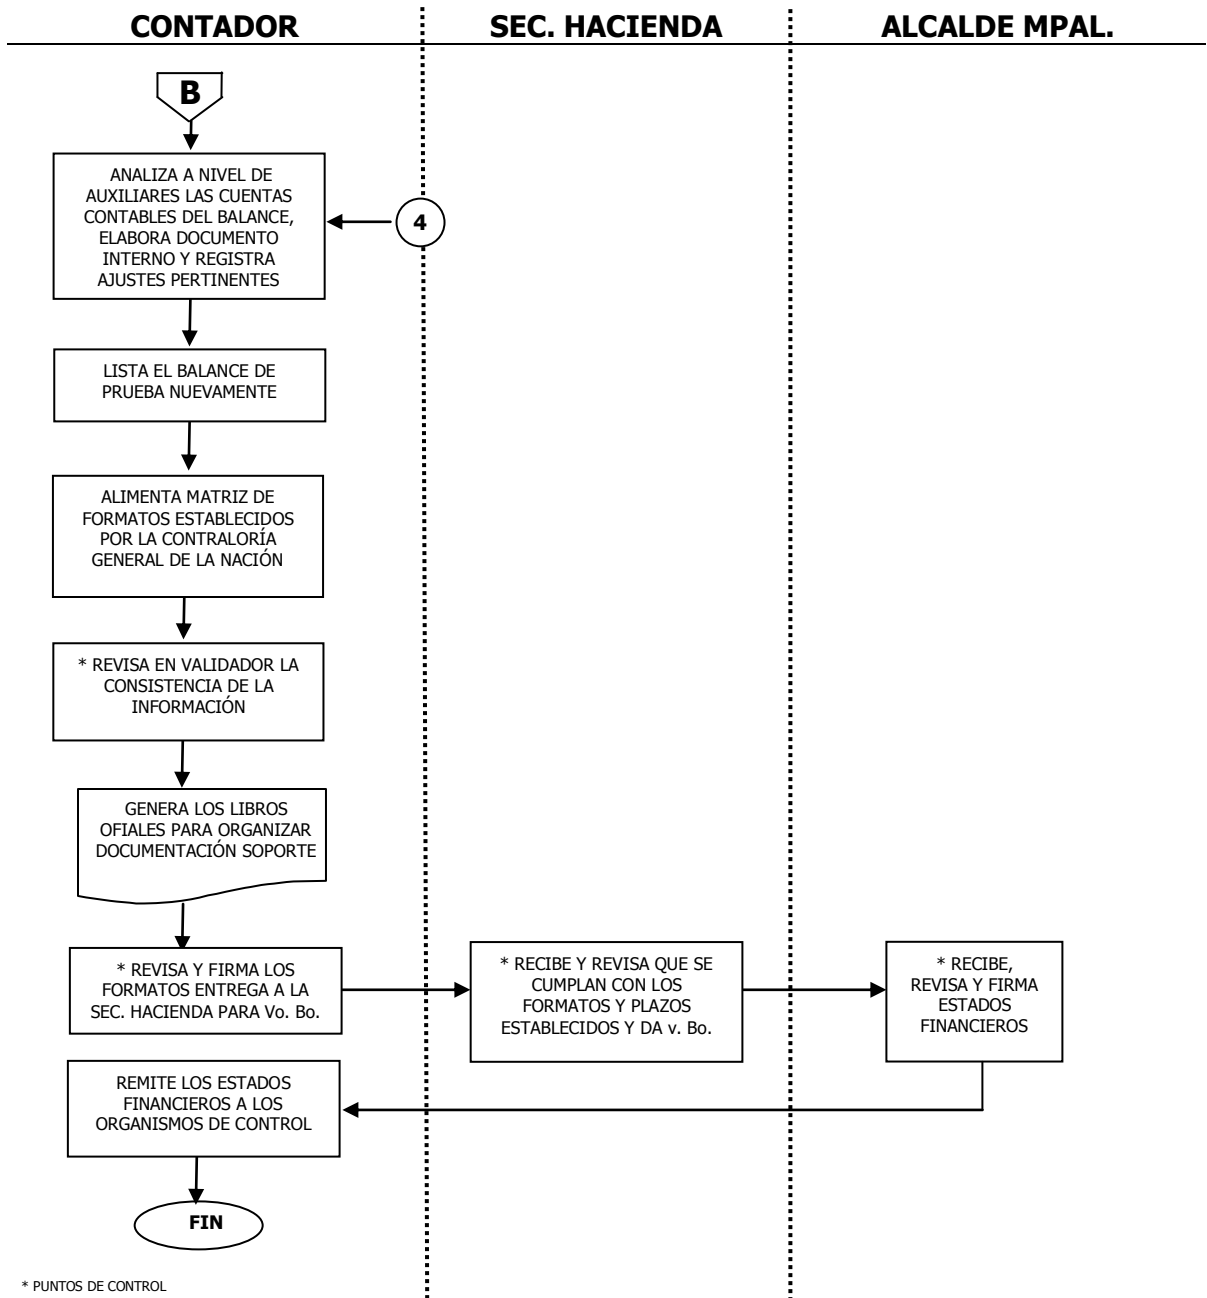 CONTADOR
SEC. HACIENDA
ALCALDE MPAL.
B
ANALIZA A NIVEL DE
AUXILIARES LAS CUENTAS
CONTABLES DEL BALANCE,
ELABORA DOCUMENTO
INTERNO Y REGISTRA
AJUSTES PERTINENTES
4
LISTA EL BALANCE DE
PRUEBA NUEVAMENTE
ALIMENTA MATRIZ DE
FORMATOS ESTABLECIDOS
POR LA CONTRALORÍA
GENERAL DE LA NACIÓN
* REVISA EN VALIDADOR LA
CONSISTENCIA DE LA
INFORMACIÓN
GENERA LOS LIBROS
OFIALES PARA ORGANIZAR
DOCUMENTACIÓN SOPORTE
* REVISA Y FIRMA LOS
FORMATOS ENTREGA A LA
SEC. HACIENDA PARA Vo. Bo.
* RECIBE Y REVISA QUE SE
CUMPLAN CON LOS
FORMATOS Y PLAZOS
ESTABLECIDOS Y DA v. Bo.
* RECIBE,
REVISA Y FIRMA
ESTADOS
FINANCIEROS
REMITE LOS ESTADOS
FINANCIEROS A LOS
ORGANISMOS DE CONTROL
FIN
* PUNTOS DE CONTROL